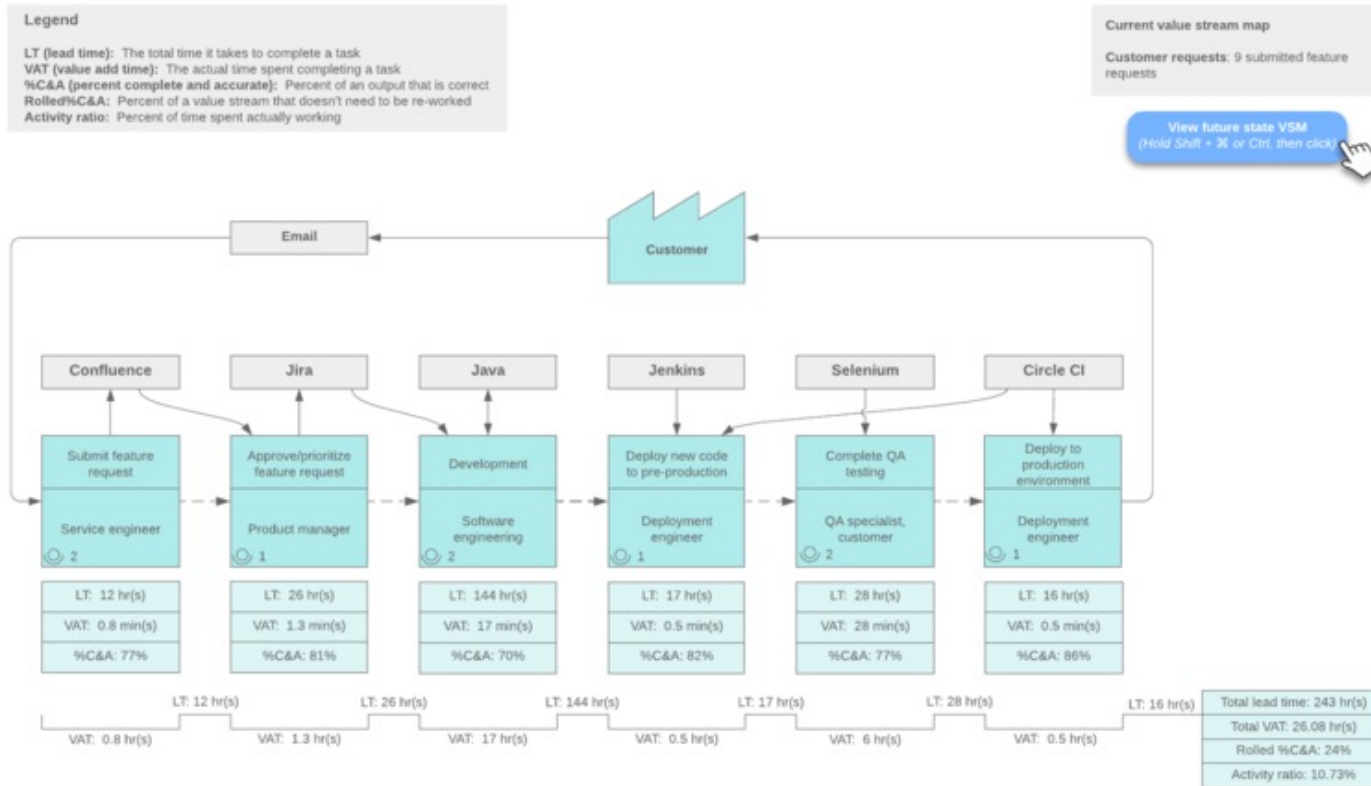 Legend
LT (lead time): The total time it takes to complete a task
VAT (value add time): The actual time spent completing a task
%C&A (percent complete and accurate): Percent of an output that is correct
Rolled%C&A: Percent of a value stream that doesn't need to be re-worked
Activity ratio: Percent of time spent actually working
Current value stream map
Customer requests: 9 submitted feature
requests
View future state VSM
(Hold Shift + ⌘ or Ctrl, then click)
Email
Customer
Confluence
Jira
Java
Jenkins
Selenium
Circle CI
Submit feature
request
Service engineer
2
Approve/prioritize
feature request
Product manager
1
Development
Software
engineering
2
Deploy new code
to pre-production
Deployment
engineer
1
Complete QA
testing
QA specialist,
customer
2
Deploy to
production
environment
Deployment
engineer
1
LT: 12 hr(s)
VAT: 0.8 min(s)
%C&A: 77%
LT: 26 hr(s)
VAT: 1.3 min(s)
%C&A: 81%
LT: 144 hr(s)
VAT: 17 min(s)
%C&A: 70%
LT: 17 hr(s)
VAT: 0.5 min(s)
%C&A: 82%
LT: 28 hr(s)
VAT: 28 min(s)
%C&A: 77%
LT: 16 hr(s)
VAT: 0.5 min(s)
%C&A: 86%
LT: 12 hr(s)
LT: 26 hr(s)
LT: 144 hr(s)
LT: 17 hr(s)
LT: 28 hr(s)
LT: 16 hr(s)
VAT: 0.8 hr(s)
VAT: 1.3 hr(s)
VAT: 17 hr(s)
VAT: 0.5 hr(s)
VAT: 6 hr(s)
VAT: 0.5 hr(s)
Total lead time: 243 hr(s)
Total VAT: 26.08 hr(s)
Rolled %C&A: 24%
Activity ratio: 10.73%